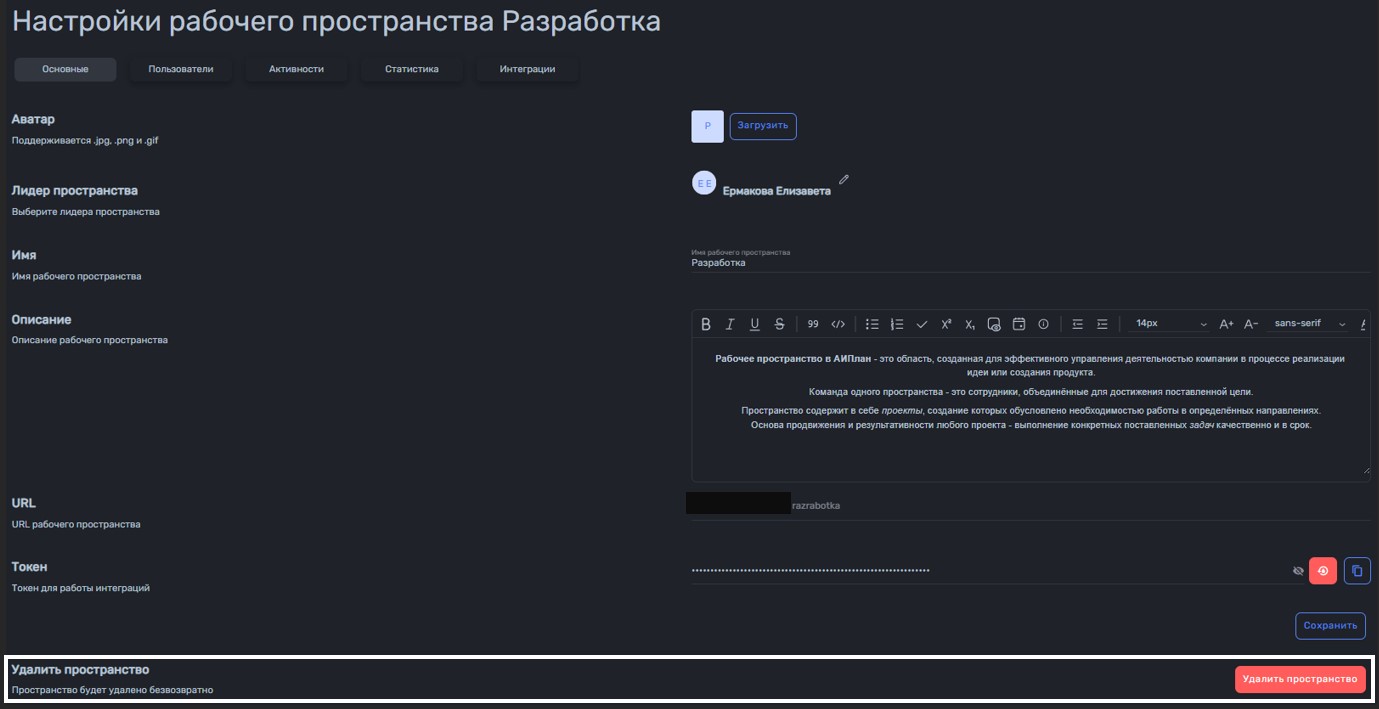 Настройки рабочего пространства Разработка
Основные Пользователи Активности Статистика Интеграции
Аватар
Поддерживается .jpg, .png и .gif
Р Загрузить
Лидер пространства
Выберите лидера пространства
ЕЕ Ермакова Елизавета
Имя
Имя рабочего пространства
Имя рабочего пространства
Разработка
Описание
Описание рабочего пространства
B I U S 99 </> X² X₁ 14px A+ A- sans-serif
Рабочее пространство в АИПлан - это область, созданная для эффективного управления деятельностью компании в процессе реализации
идеи или создания продукта.
Команда одного пространства - это сотрудники, объединённые для достижения поставленной цели.
Пространство содержит в себе проекты, создание которых обусловлено необходимостью работы в определённых направлениях.
Основа продвижения и результативности любого проекта - выполнение конкретных поставленных задач качественно и в срок.
URL
URL рабочего пространства
razrabotka
Токен
Токен для работы интеграций
Сохранить
Удалить пространство
Пространство будет удалено безвозвратно
Удалить пространство